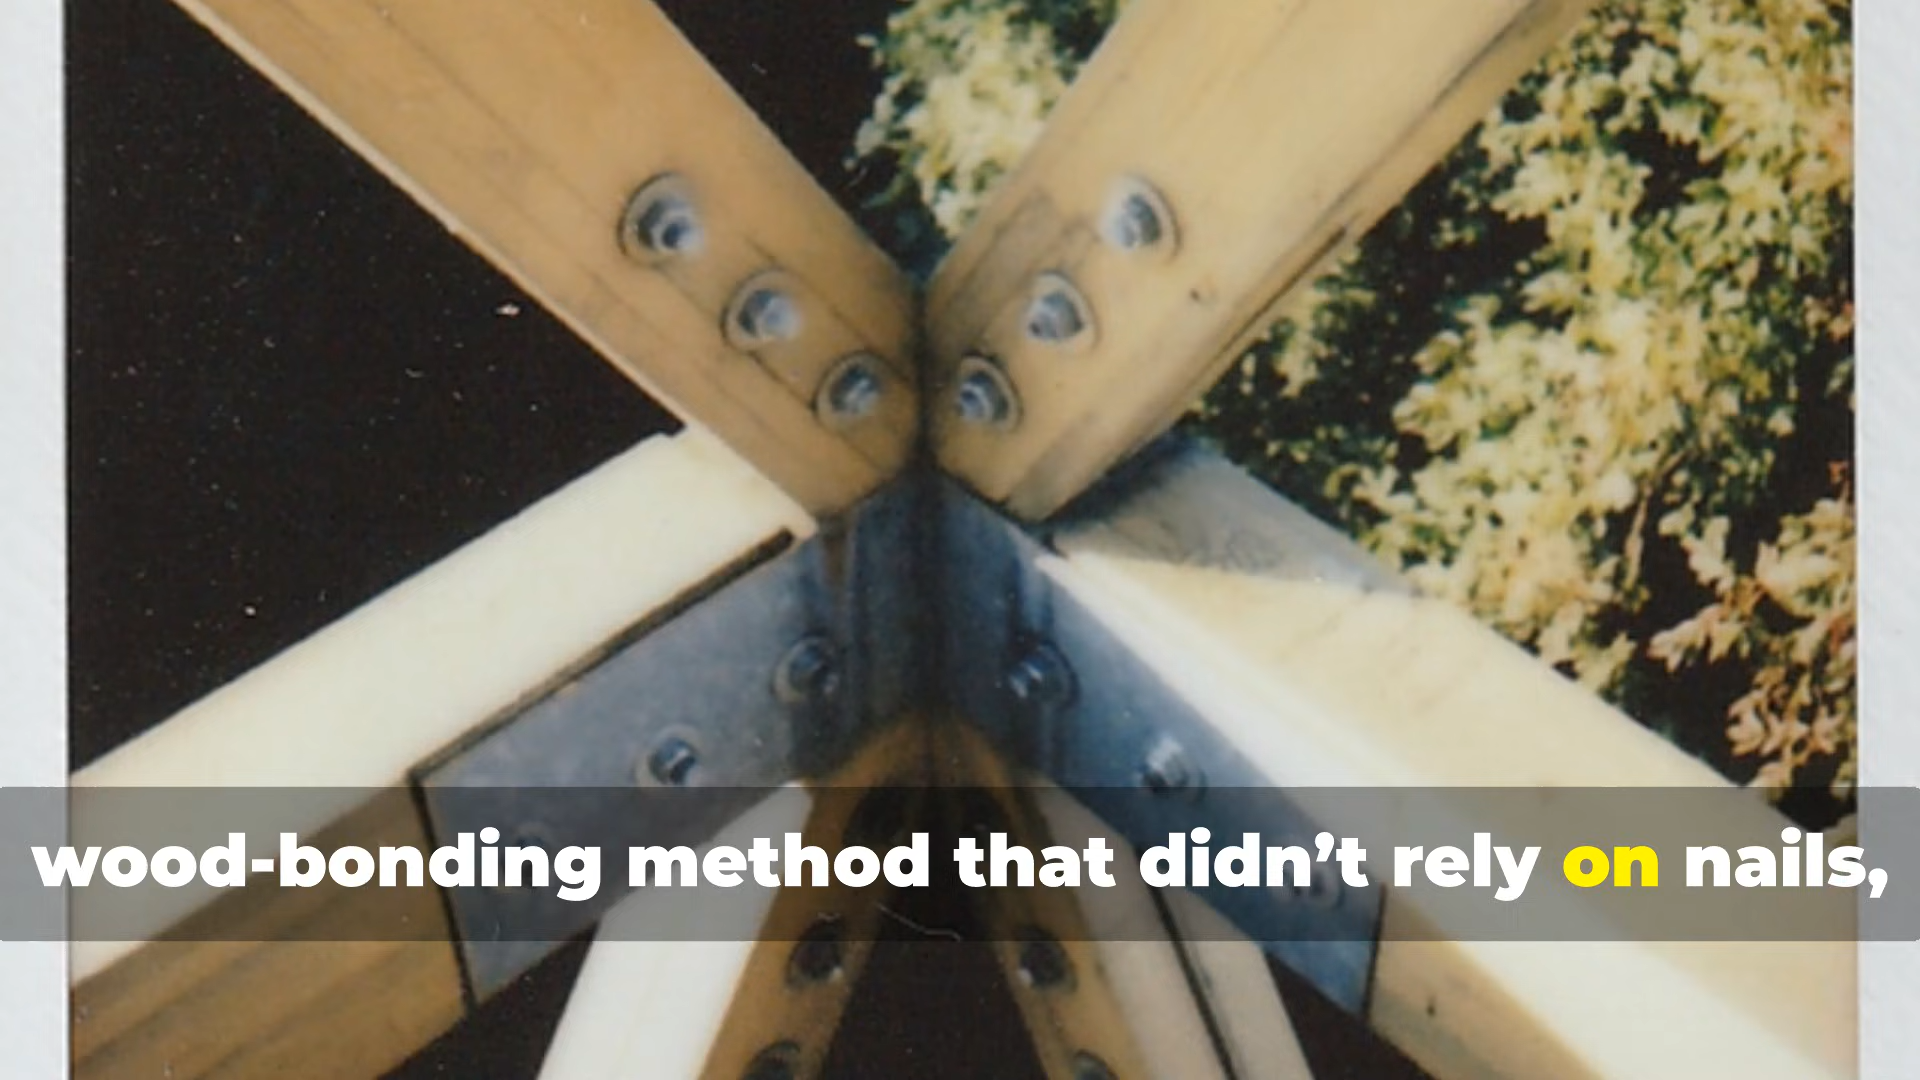 wood-bonding method that didn’t rely on nails,